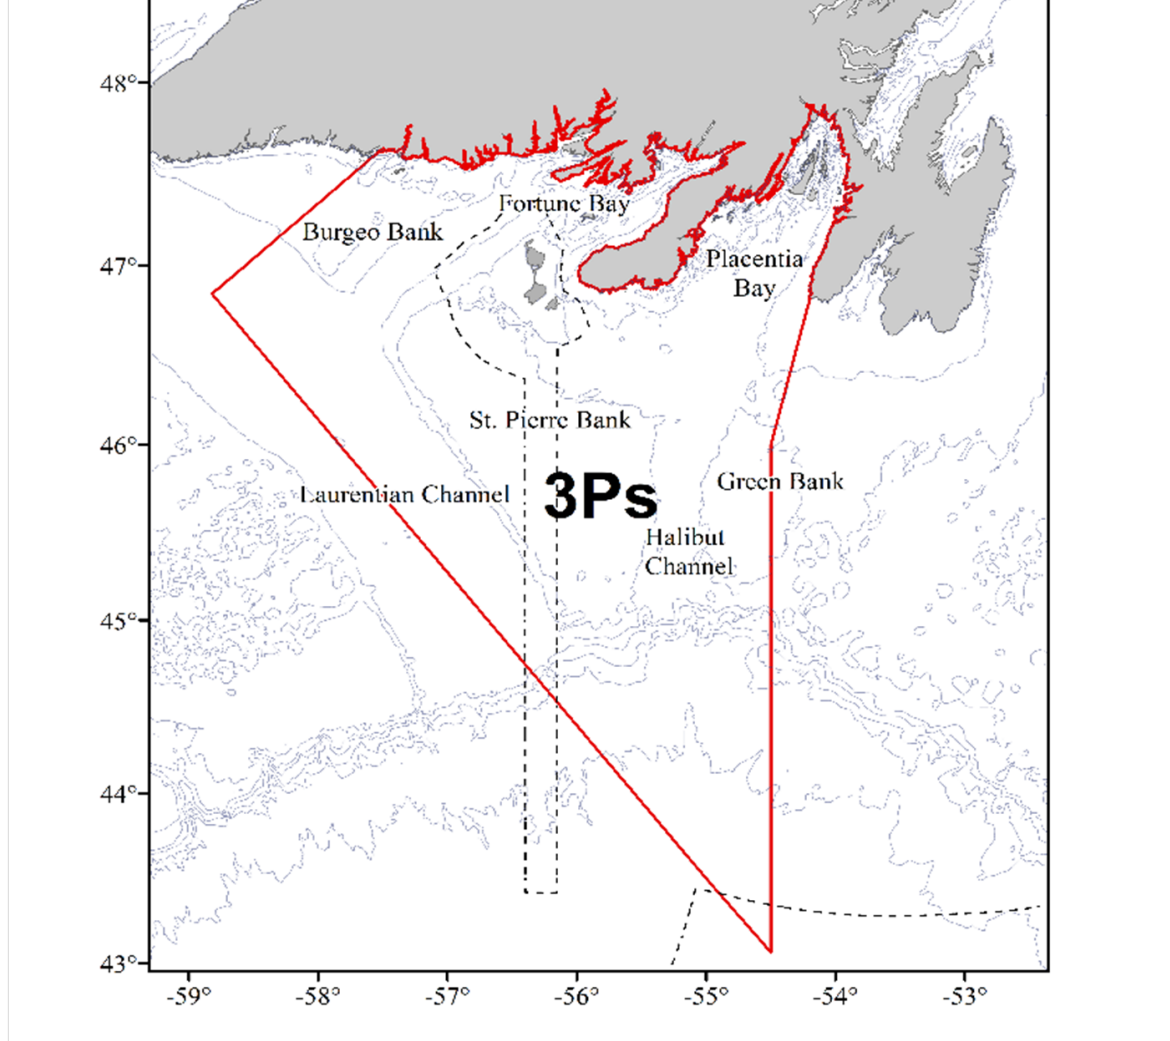 48°
Fortune Bay
Burgeo Bank
47°
Placentia
Bay
St. Pierre Bank
46°
Green Bank
Laurentian Channel
3Ps
Halibut
Channel
45°
44°
43°
-59°
-58°
-57°
-56°
-55°
-54°
-53°